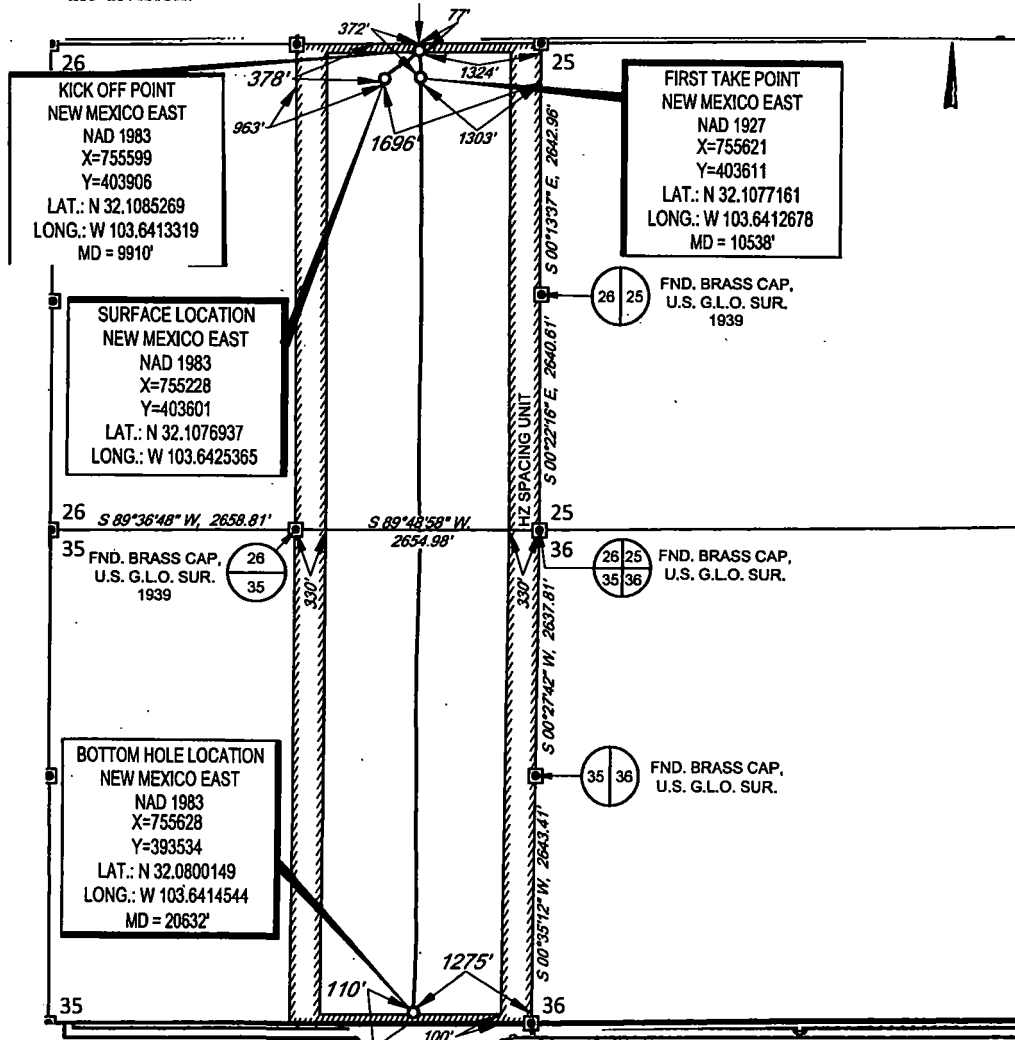 372'
77'
26
378'
1324'
25
963'
1696'
1303'
KICK OFF POINT
NEW MEXICO EAST
NAD 1983
X=755599
Y=403906
LAT.: N 32.1085269
LONG.: W 103.6413319
MD = 9910'
FIRST TAKE POINT
NEW MEXICO EAST
NAD 1927
X=755621
Y=403611
LAT.: N 32.1077161
LONG.: W 103.6412678
MD = 10538'
S 00°13'37" E, 2642.96'
26 25
FND. BRASS CAP,
U.S. G.L.O. SUR.
1939
SURFACE LOCATION
NEW MEXICO EAST
NAD 1983
X=755228
Y=403601
LAT.: N 32.1076937
LONG.: W 103.6425365
HZ SPACING UNIT
S 00°22'16" E, 2640.61'
26
35
S 89°36'48" W, 2658.81'
S 89°48'58" W,
2654.98'
25
36
FND. BRASS CAP,
U.S. G.L.O. SUR.
1939
26
35
330'
330'
26 25
35 36
FND. BRASS CAP,
U.S. G.L.O. SUR.
S 00°27'42" W, 2637.81'
35 36
FND. BRASS CAP,
U.S. G.L.O. SUR.
BOTTOM HOLE LOCATION
NEW MEXICO EAST
NAD 1983
X=755628
Y=393534
LAT.: N 32.0800149
LONG.: W 103.6414544
MD = 20632'
S 00°35'12" W, 2643.41'
110'
1275'
35
36
100'